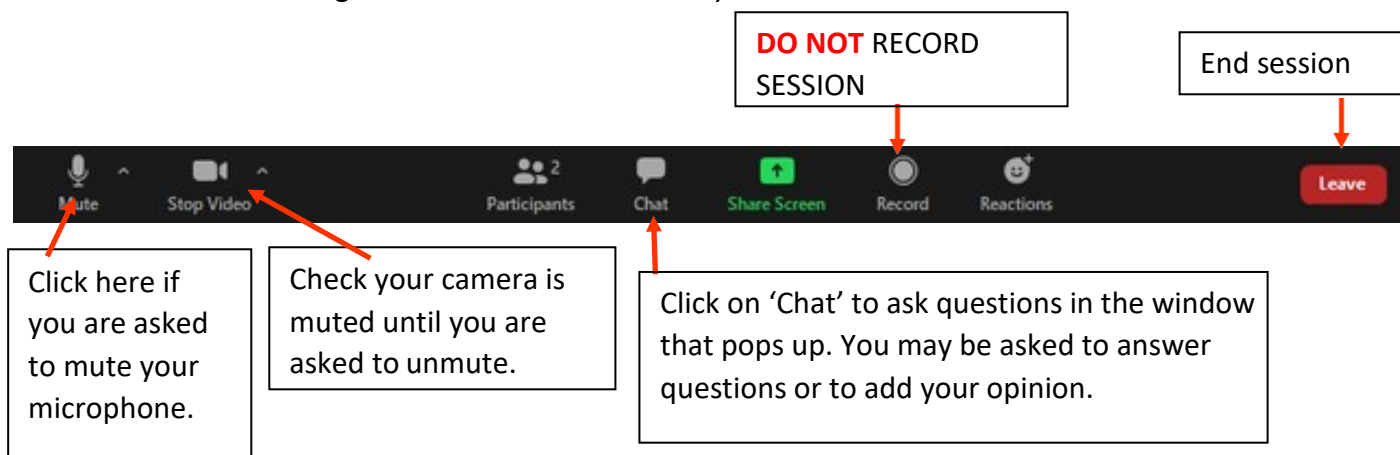 DO NOT RECORD
SESSION
End session
2
Mute
Stop Video
Participants
Chat
Share Screen
Record
Reactions
Leave
Click here if
you are asked
to mute your
microphone.
Check your camera is
muted until you are
asked to unmute.
Click on ‘Chat’ to ask questions in the window
that pops up. You may be asked to answer
questions or to add your opinion.